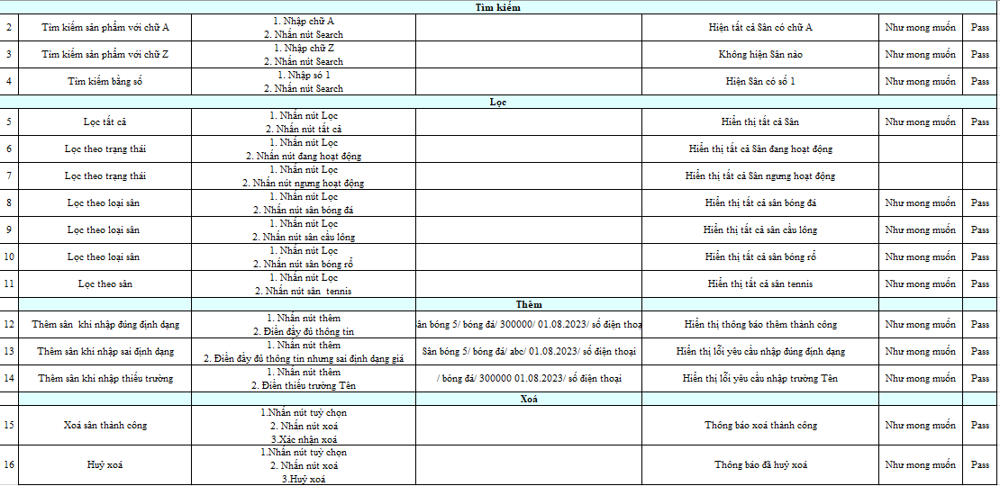 Tìm kiếm
2 Tìm kiếm sản phẩm với chữ A 1. Nhập chữ A Hiện tất cả Sân có chữ A Như mong muốn Pass
2. Nhấn nút Search
3 Tìm kiếm sản phẩm với chữ Z 1. Nhập chữ Z Không hiện Sân nào Như mong muốn Pass
2. Nhấn nút Search
4 Tìm kiếm bằng số 1. Nhập só 1 Hiện Sân có số 1 Như mong muốn Pass
2. Nhấn nút Search
Lọc
5 Lọc tất cả 1. Nhấn nút Lọc Hiển thị tất cả Sân Như mong muốn Pass
2. Nhấn nút tất cả
6 Lọc theo trạng thái 1. Nhấn nút Lọc Hiển thị tất cả Sân đang hoạt động
2. Nhấn nút đang hoạt động
7 Lọc theo trạng thái 1. Nhấn nút Lọc Hiển thị tất cả Sân ngưng hoạt động
2. Nhấn nút ngưng hoạt động
8 Lọc theo loại sân 1. Nhấn nút Lọc Hiển thị tất cả sân bóng đá Như mong muốn Pass
2. Nhấn nút sân bóng đá
9 Lọc theo loại sân 1. Nhấn nút Lọc Hiển thị tất cả sân cầu lông Như mong muốn Pass
2. Nhấn nút sân cầu lông
10 Lọc theo loại sân 1. Nhấn nút Lọc Hiển thị tất cả sân bóng rổ Như mong muốn Pass
2. Nhấn nút sân bóng rổ
11 Lọc theo sân 1. Nhấn nút Lọc Hiển thị tất cả sân tennis Như mong muốn Pass
2. Nhấn nút sân tennis
Thêm
12 Thêm sân khi nhập đúng định dạng 1. Nhấn nút thêm ân bóng 5/ bóng đá/ 300000/ 01.08.2023/ số điện thoạ Hiển thị thông báo thêm thành công Như mong muốn Pass
2. Điền đầy đủ thông tin
13 Thêm sân khi nhập sai định dạng 1. Nhấn nút thêm Sân bóng 5/ bóng đá/ abc/ 01.08.2023/ số điện thoại Hiển thị lỗi yêu cầu nhập đúng định dạng Như mong muốn Pass
2. Điền đầy đủ thông tin nhưng sai định dạng giá
14 Thêm sân khi nhập thiếu trường 1. Nhấn nút thêm / bóng đá/ 300000 01.08.2023/ số điện thoại Hiển thị lỗi yêu cầu nhập trường Tên Như mong muốn Pass
2. Điền thiếu trường Tên
Xoá
15 Xoá sân thành công 1.Nhấn nút tuỳ chọn Thông báo xoá thành công Như mong muốn Pass
2. Nhấn nút xoá
3.Xác nhận xoá
16 Huỷ xoá 1.Nhấn nút tuỳ chọn Thông báo đã huỷ xoá Như mong muốn Pass
2. Nhấn nút xoá
3.Huỷ xoá